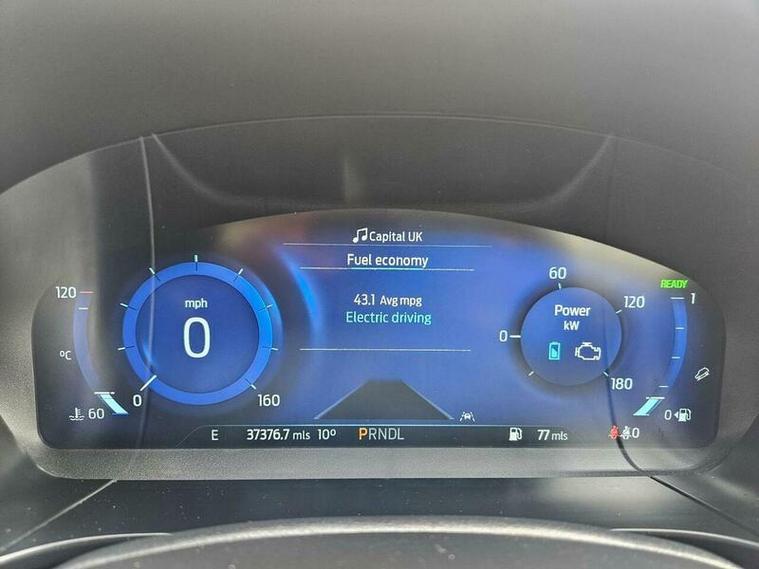 Capital UK
Fuel economy
43.1 Avg mpg
Electric driving
120
°C
60
mph
0
0
160
60
0
120
180
Power
kW
READY
1
0
E 37376.7 mls 10° PRNDL 77 mls 0